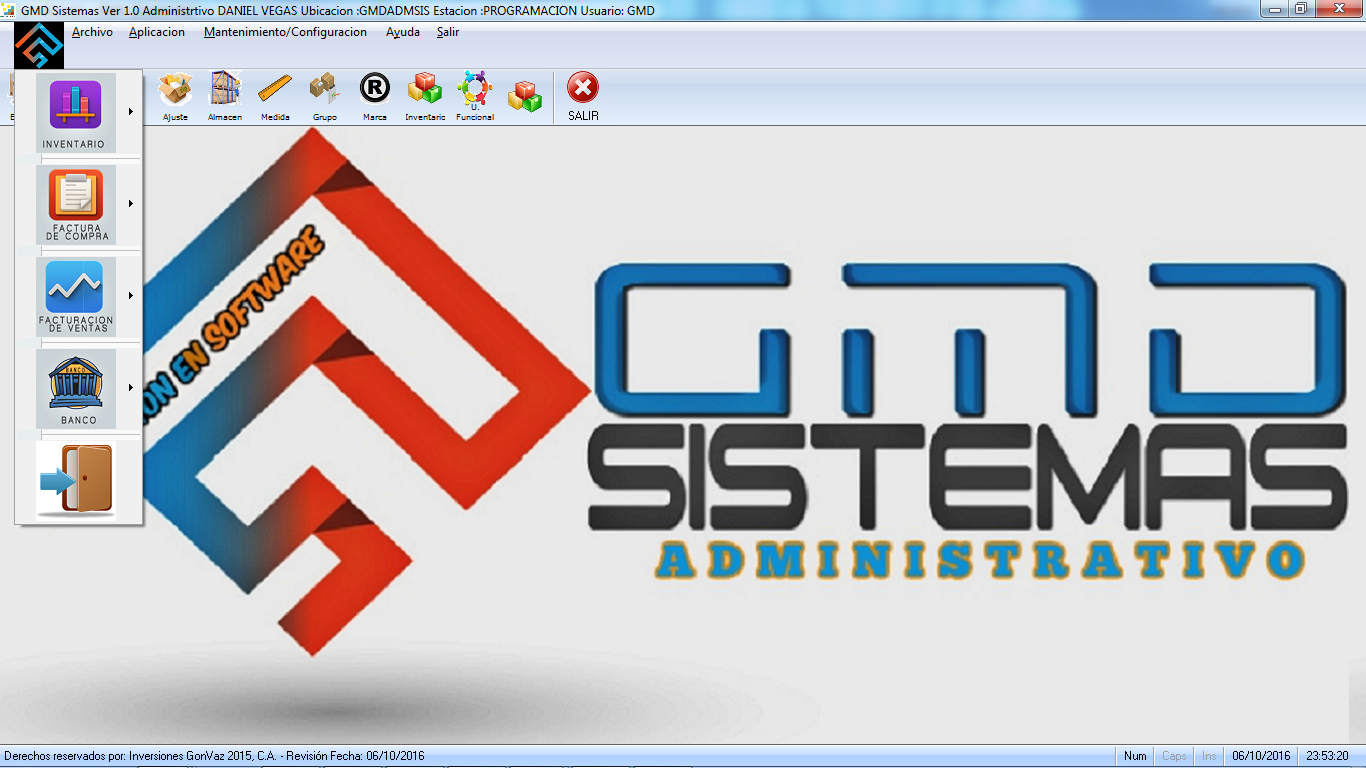 GMD Sistemas Ver 1.0 Administrtivo DANIEL VEGAS Ubicacion :GMDADMSIS Estacion :PROGRAMACION Usuario: GMD
Archivo Aplicacion Mantenimiento/Configuracion Ayuda Salir
Ajuste Almacen Medida Grupo Marca Inventario U. Funcional SALIR
R
INVENTARIO
FACTURA
DE COMPRA
FACTURACION
DE VENTAS
BANCO
BANCO
EN SOFTWARE
GMD
SISTEMAS
ADMINISTRATIVO
Derechos reservados por: Inversiones GonVaz 2015, C.A. - Revisión Fecha: 06/10/2016 Num Caps Ins 06/10/2016 23:53:20